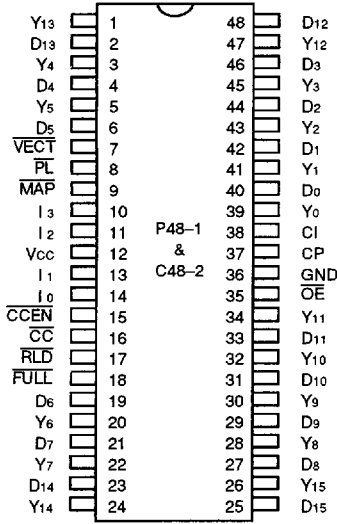 Y13 1 48 D12
D13 2 47 Y12
Y4 3 46 D3
D4 4 45 Y3
Y5 5 44 D2
D5 6 43 Y2
VECT 7 42 D1
PL 8 41 Y1
MAP 9 40 D0
I3 10 39 Y0
I2 11 P48–1 38 CI
VCC 12 & 37 CP
I1 13 C48–2 36 GND
I0 14 35 OE
CCEN 15 34 Y11
CC 16 33 D11
RLD 17 32 Y10
FULL 18 31 D10
D6 19 30 Y9
Y6 20 29 D9
D7 21 28 Y8
Y7 22 27 D8
D14 23 26 Y15
Y14 24 25 D15